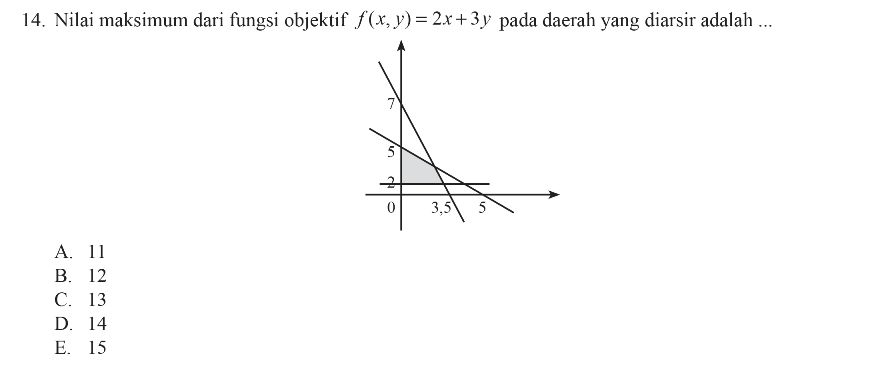 14. Nilai maksimum dari fungsi objektif f(x, y) = 2x + 3y pada daerah yang diarsir adalah ...
7
5
2
0 3,5 5
A. 11
B. 12
C. 13
D. 14
E. 15